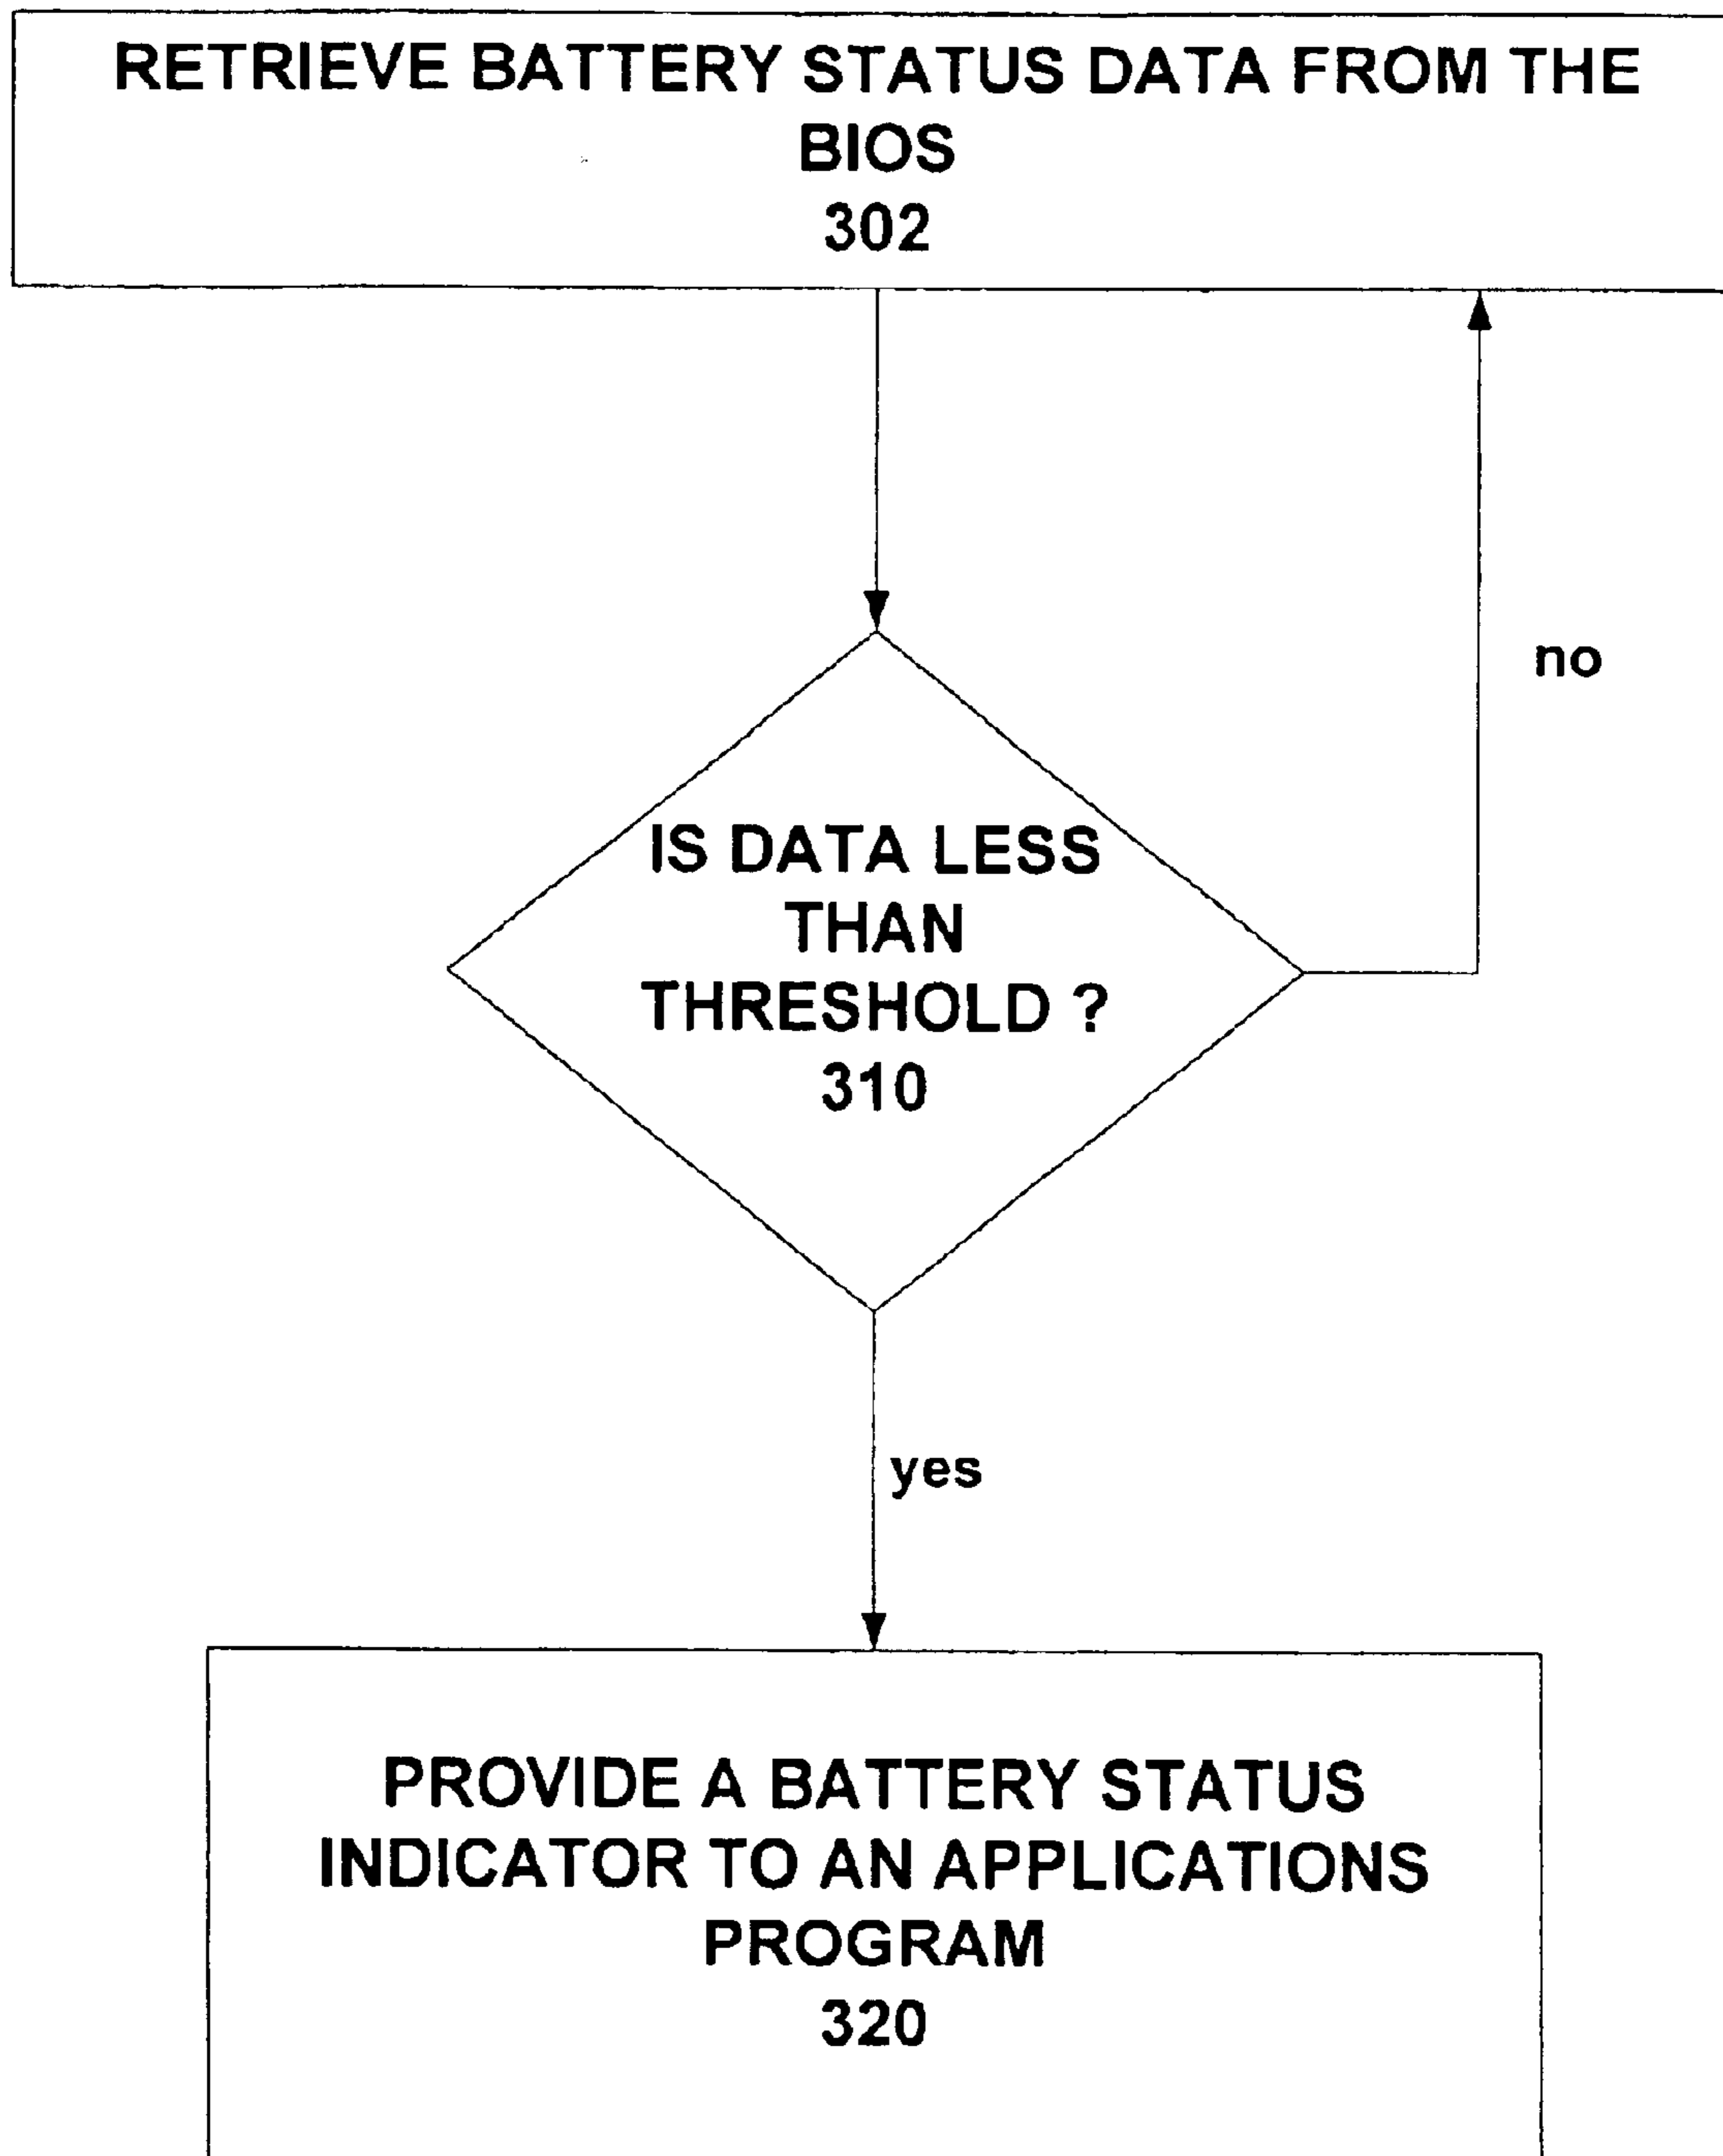 RETRIEVE BATTERY STATUS DATA FROM THE
BIOS
302
no
IS DATA LESS
THAN
THRESHOLD ?
310
yes
PROVIDE A BATTERY STATUS
INDICATOR TO AN APPLICATIONS
PROGRAM
320